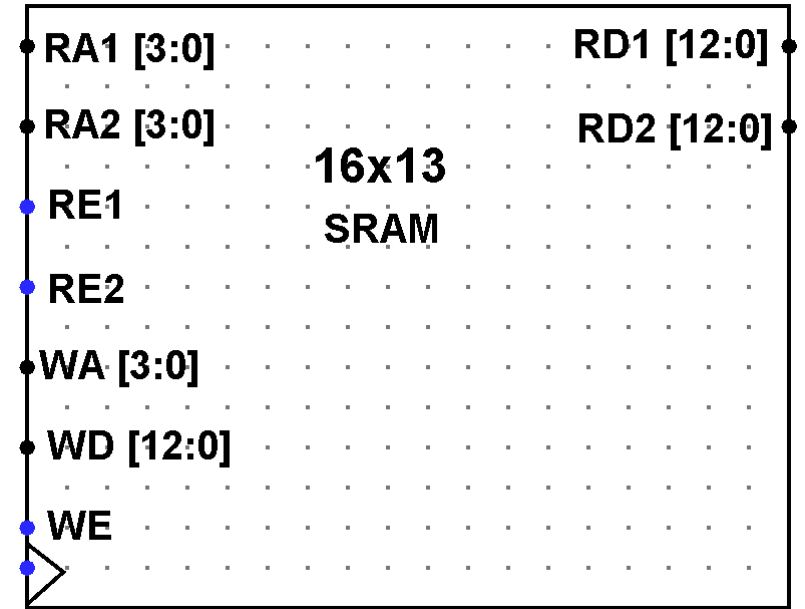 RA1 [3:0]
RD1 [12:0]
RA2 [3:0]
RD2 [12:0]
16x13
SRAM
RE1
RE2
WA [3:0]
WD [12:0]
WE